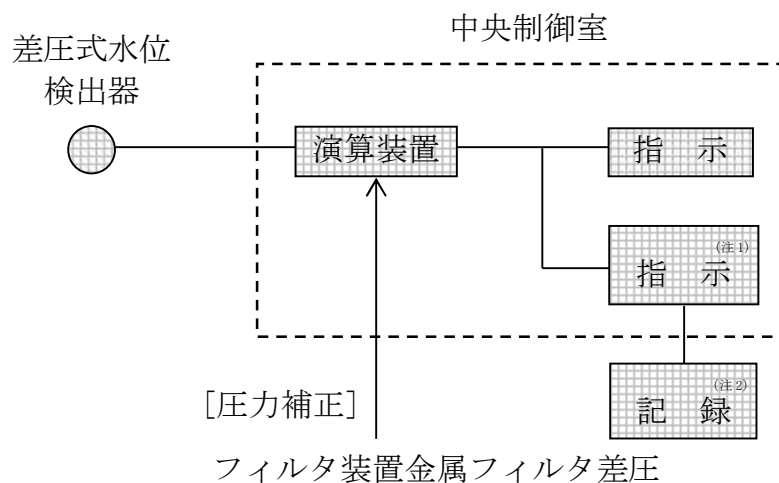 中央制御室
差圧式水位
検出器
演算装置
指 示
(注1)
指 示
(注2)
記 録
[圧力補正]
フィルタ装置金属フィルタ差圧